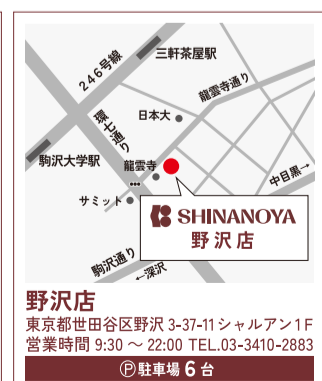 三軒茶屋駅
246号線
龍雲寺通り
環七通り
日本大
駒沢大学駅
龍雲寺
中目黒→
サミット
SHINANOYA
野沢店
駒沢通り
←深沢
野沢店
東京都世田谷区野沢 3-37-11 シャルアン1F
営業時間 9:30 〜 22:00 TEL.03-3410-2883
Ⓟ駐車場 6 台